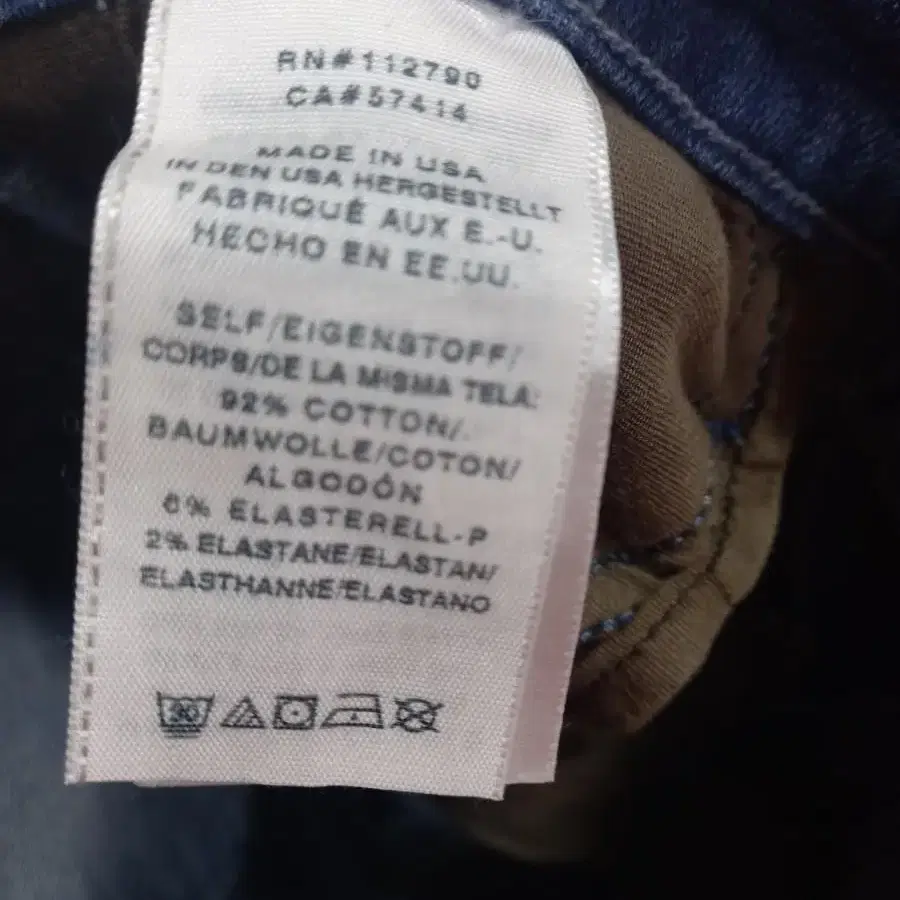 RN#112790
CA#57414
MADE IN USA
IN DEN USA HERGESTELLT
FABRIQUÉ AUX E.-U.
HECHO EN EE.UU.
SELF/EIGENSTOFF/
CORPS/DE LA MISMA TELA:
92% COTTON/
BAUMWOLLE/COTON/
ALGODÓN
6% ELASTERELL-P
2% ELASTANE/ELASTAN/
ELASTHANNE/ELASTANO
30